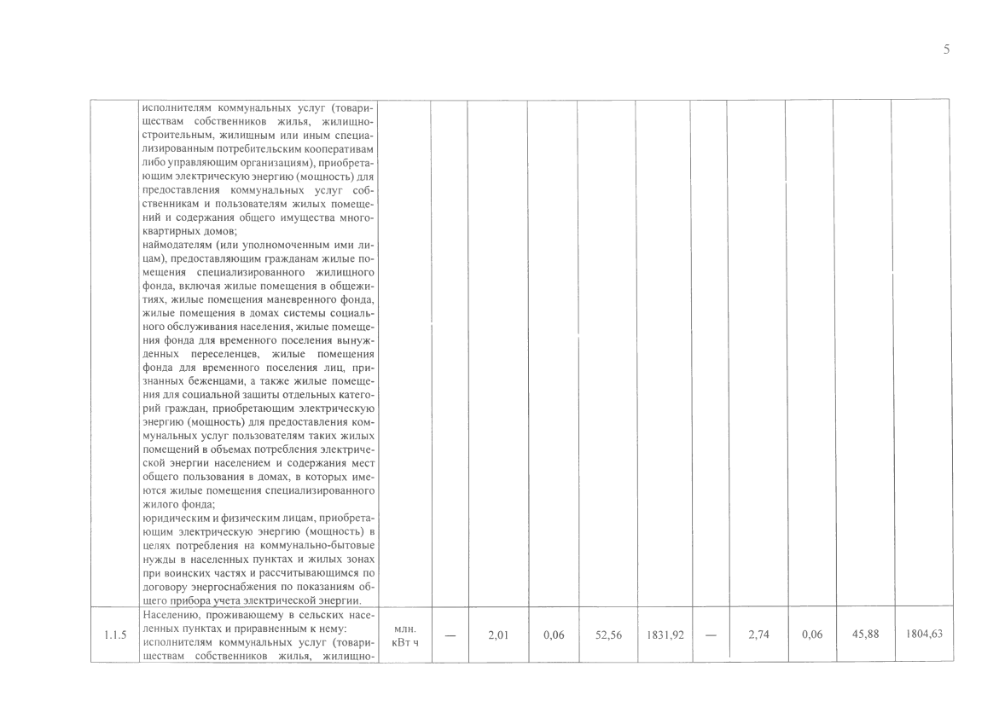 5
исполнителям коммунальных услуг (товари-
ществам собственников жилья, жилищно-
строительным, жилищным или иным специа-
лизированным потребительским кооперативам
либо управляющим организациям), приобрета-
ющим электрическую энергию (мощность) для
предоставления коммунальных услуг соб-
ственникам и пользователям жилых помеще-
ний и содержания общего имущества много-
квартирных домов;
наймодателям (или уполномоченным ими ли-
цам), предоставляющим гражданам жилые по-
мещения специализированного жилищного
фонда, включая жилые помещения в общежи-
тиях, жилые помещения маневренного фонда,
жилые помещения в домах системы социаль-
ного обслуживания населения, жилые помеще-
ния фонда для временного поселения вынуж-
денных переселенцев, жилые помещения
фонда для временного поселения лиц, при-
знанных беженцами, а также жилые помеще-
ния для социальной защиты отдельных катего-
рий граждан, приобретающим электрическую
энергию (мощность) для предоставления ком-
мунальных услуг пользователям таких жилых
помещений в объемах потребления электриче-
ской энергии населением и содержания мест
общего пользования в домах, в которых име-
ются жилые помещения специализированного
жилого фонда;
юридическим и физическим лицам, приобрета-
ющим электрическую энергию (мощность) в
целях потребления на коммунально-бытовые
нужды в населенных пунктах и жилых зонах
при воинских частях и рассчитывающимся по
договору энергоснабжения по показаниям об-
щего прибора учета электрической энергии.
1.1.5
Населению, проживающему в сельских насе-
ленных пунктах и приравненным к нему:
исполнителям коммунальных услуг (товари-
ществам собственников жилья, жилищно-
млн.
кВт ч
— 2,01 0,06 52,56 1831,92 — 2,74 0,06 45,88 1804,63